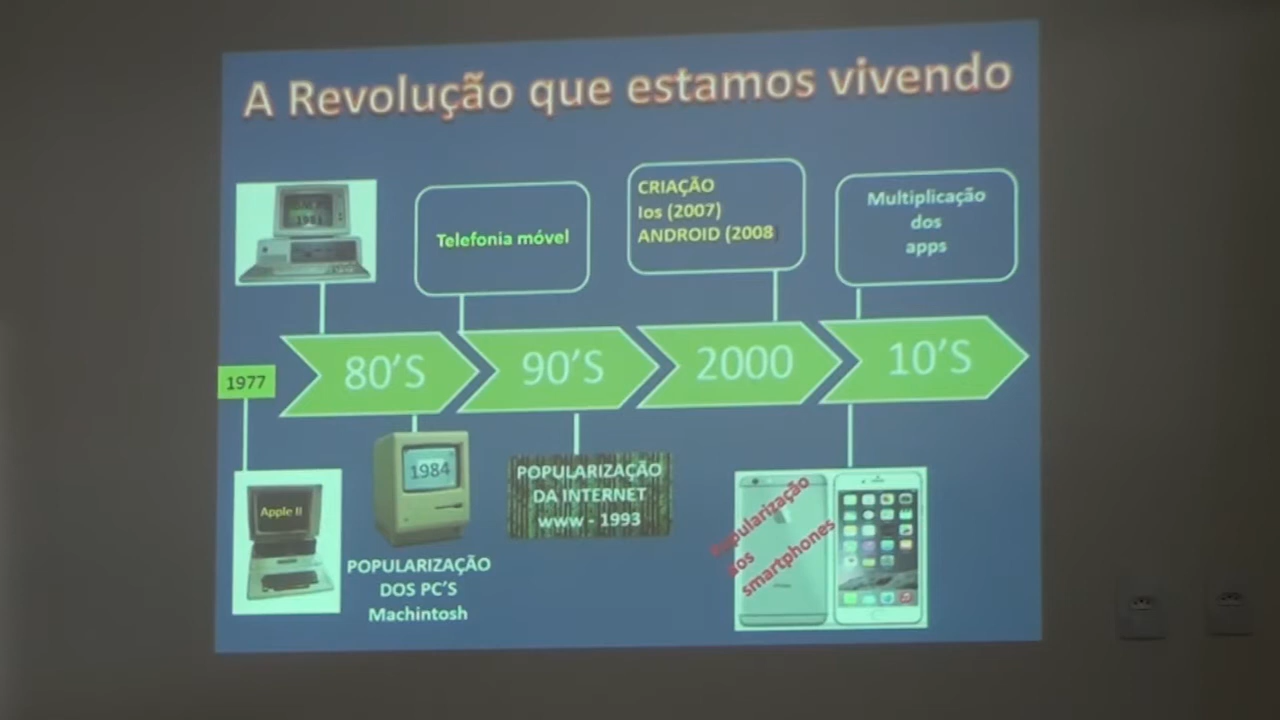 A Revolução que estamos vivendo
1981
Telefonia móvel
CRIAÇÃO
Ios (2007)
ANDROID (2008
Multiplicação
dos
apps
1977
80'S
90'S
2000
10'S
Apple II
1984
POPULARIZAÇÃO
DOS PC'S
Machintosh
POPULARIZAÇÃO
DA INTERNET
www - 1993
Popularização
dos
smartphones